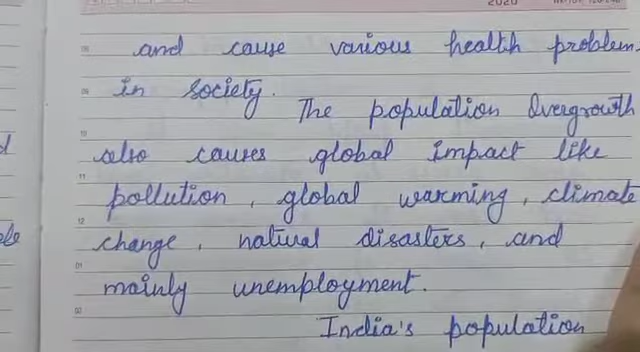 2020
and cause various health problem
in society.
The population Overgrowth
also causes global impact like
pollution, global warming, climate
change, natural disasters, and
mainly unemployment.
India's population